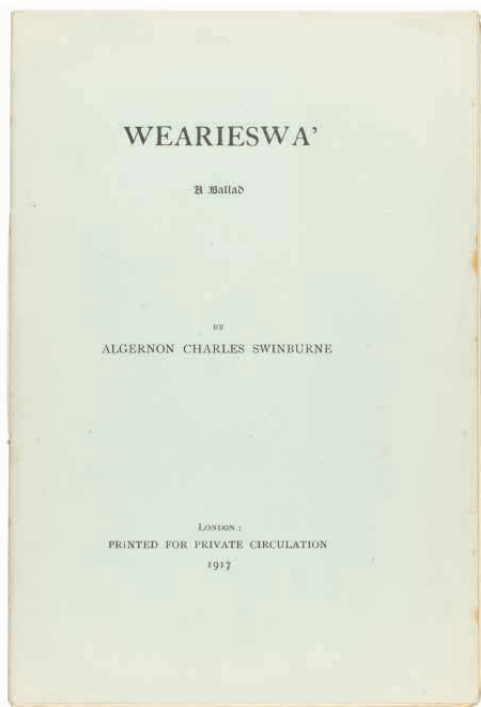 WEARIESWA'
A Ballad
BY
ALGERNON CHARLES SWINBURNE
LONDON:
PRINTED FOR PRIVATE CIRCULATION
1917